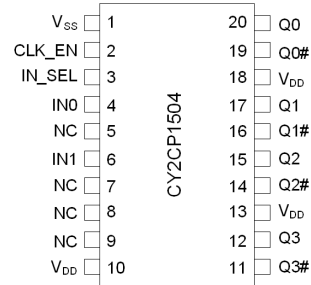 VSS 1 20 Q0
CLK_EN 2 19 Q0#
IN_SEL 3 18 VDD
IN0 4 17 Q1
NC 5 16 Q1#
IN1 6 15 Q2
NC 7 14 Q2#
NC 8 13 VDD
NC 9 12 Q3
VDD 10 11 Q3#
CY2CP1504